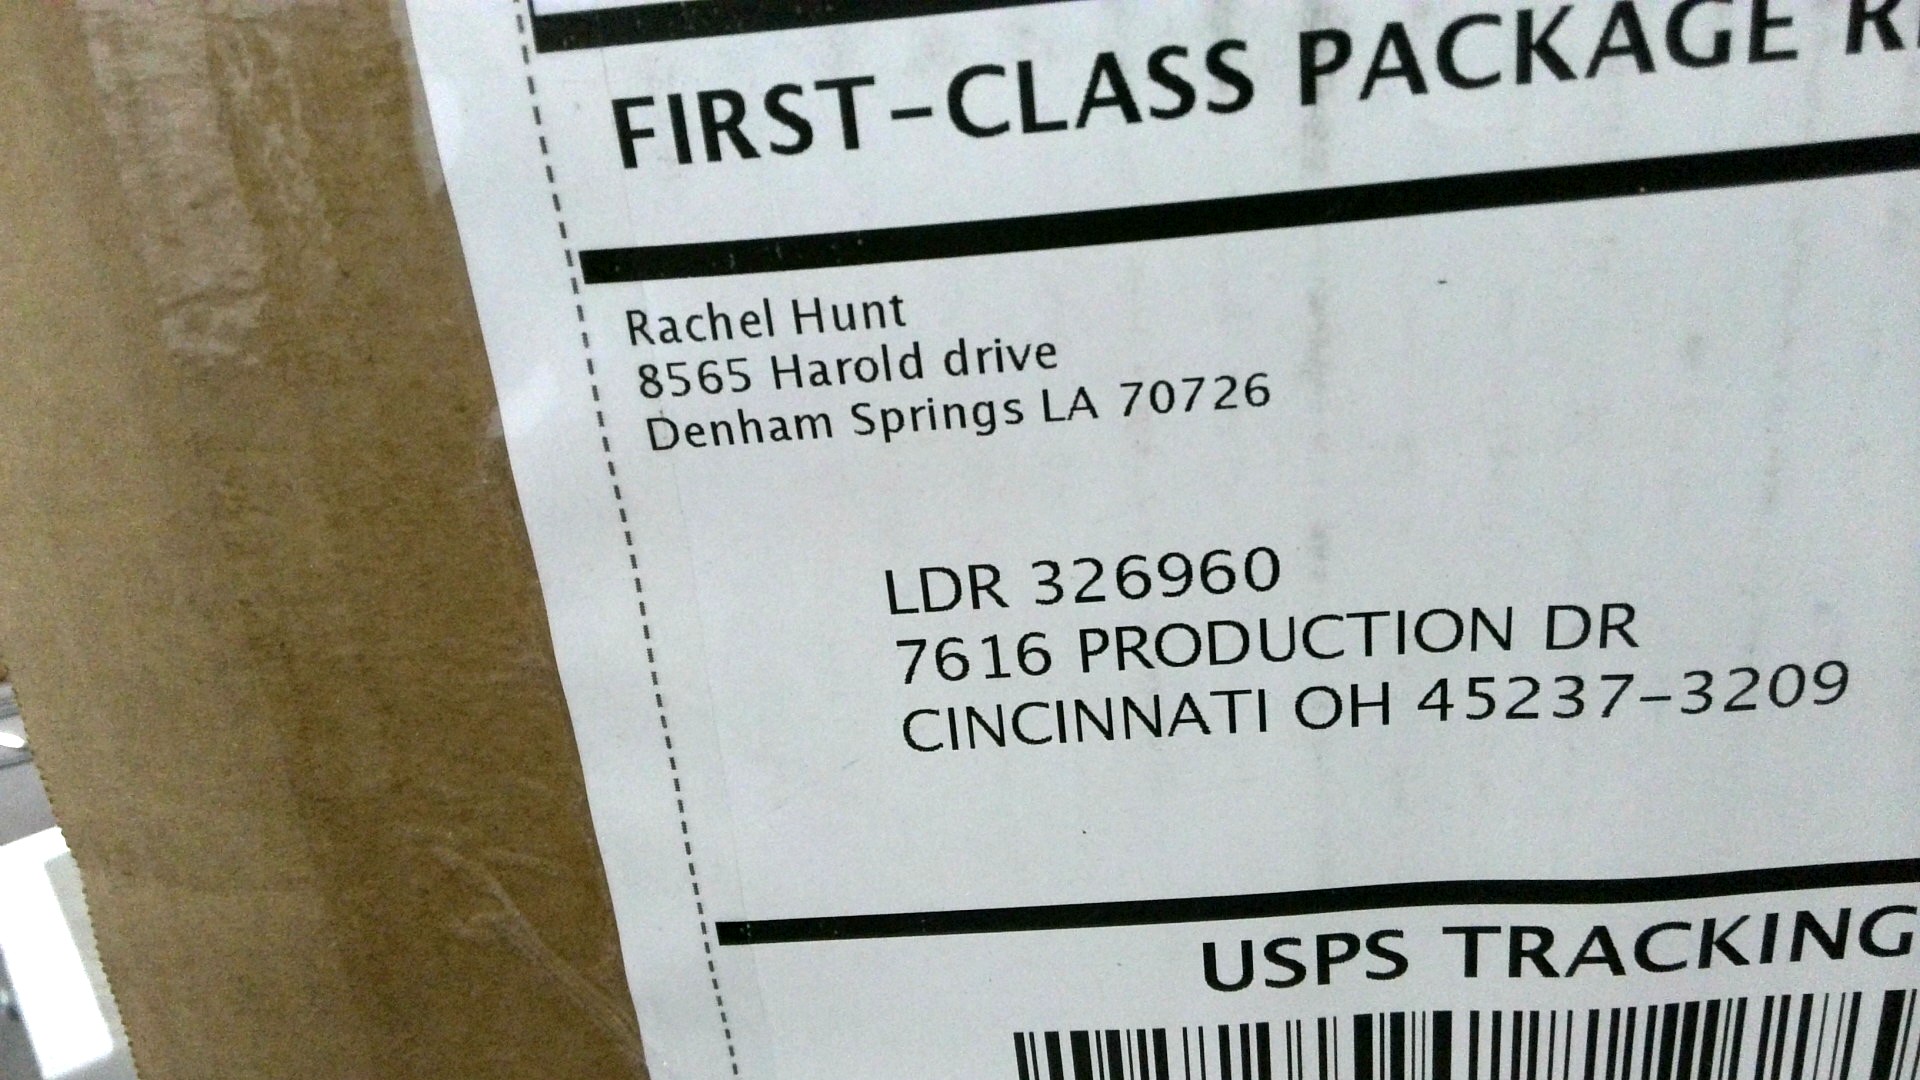 FIRST-CLASS PACKAGE
Rachel Hunt
8565 Harold drive
Denham Springs LA 70726
LDR 326960
7616 PRODUCTION DR
CINCINNATI OH 45237-3209
USPS TRACKING